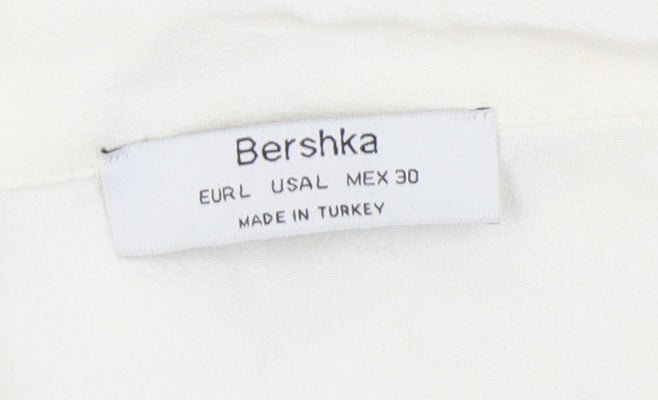 Bershka
EUR L USA L MEX 30
MADE IN TURKEY